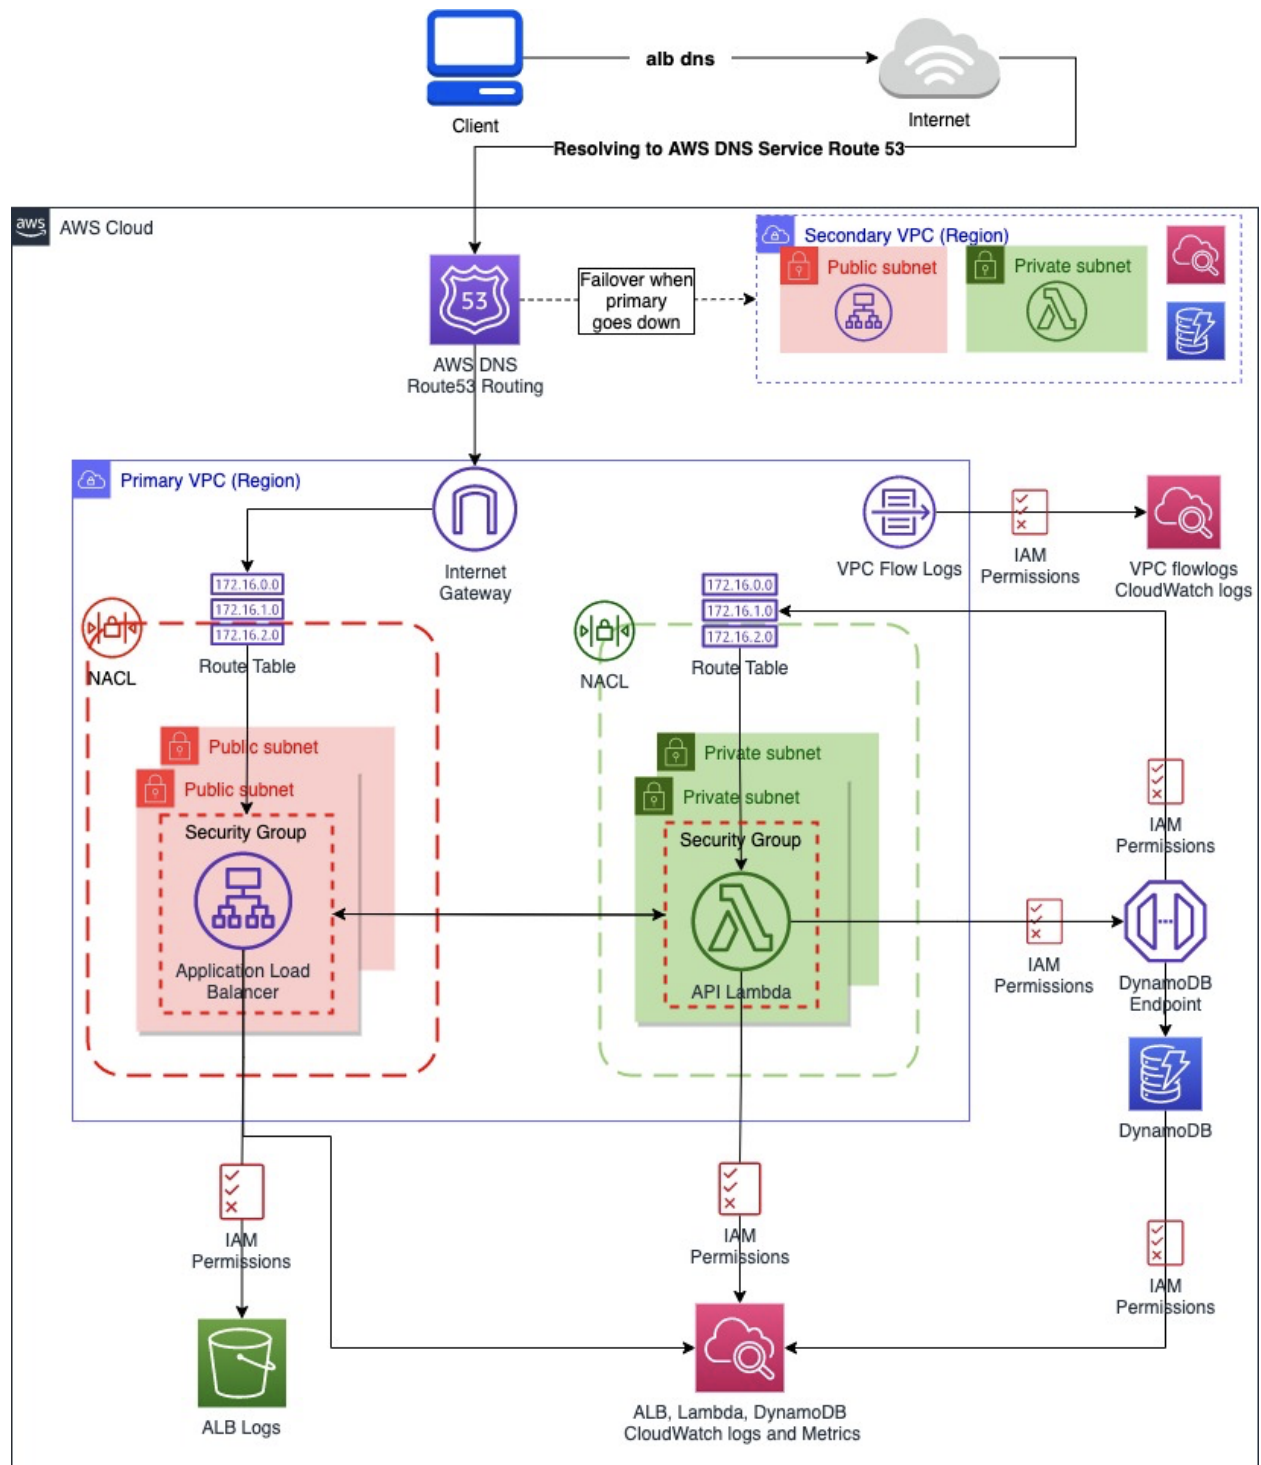 alb dns
Client
Internet
Resolving to AWS DNS Service Route 53
aws
AWS Cloud
Secondary VPC (Region)
Public subnet
Private subnet
53
Failover when
primary
goes down
AWS DNS
Route53 Routing
Primary VPC (Region)
Internet
Gateway
VPC Flow Logs
IAM
Permissions
VPC flowlogs
CloudWatch logs
172.16.0.0
172.16.1.0
172.16.2.0
Route Table
NACL
172.16.0.0
172.16.1.0
172.16.2.0
Route Table
NACL
Public subnet
Public subnet
Security Group
Application Load
Balancer
Private subnet
Private subnet
Security Group
API Lambda
IAM
Permissions
IAM
Permissions
DynamoDB
Endpoint
DynamoDB
IAM
Permissions
IAM
Permissions
IAM
Permissions
ALB Logs
ALB, Lambda, DynamoDB
CloudWatch logs and Metrics